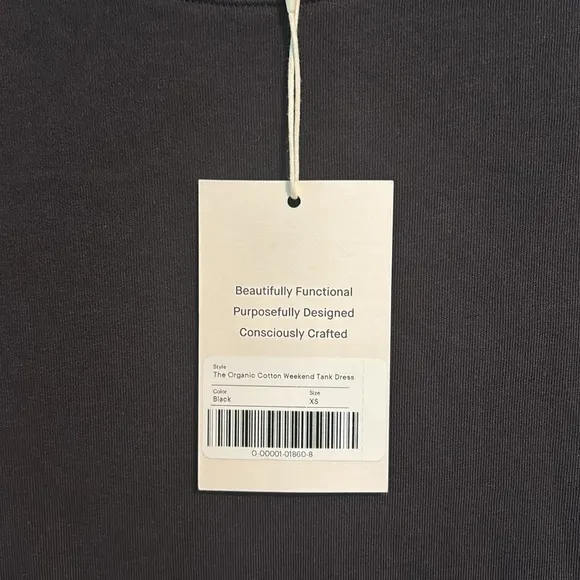 Beautifully Functional
Purposefully Designed
Consciously Crafted
Style
The Organic Cotton Weekend Tank Dress
Color Size
Black XS
0-00001-01860-8